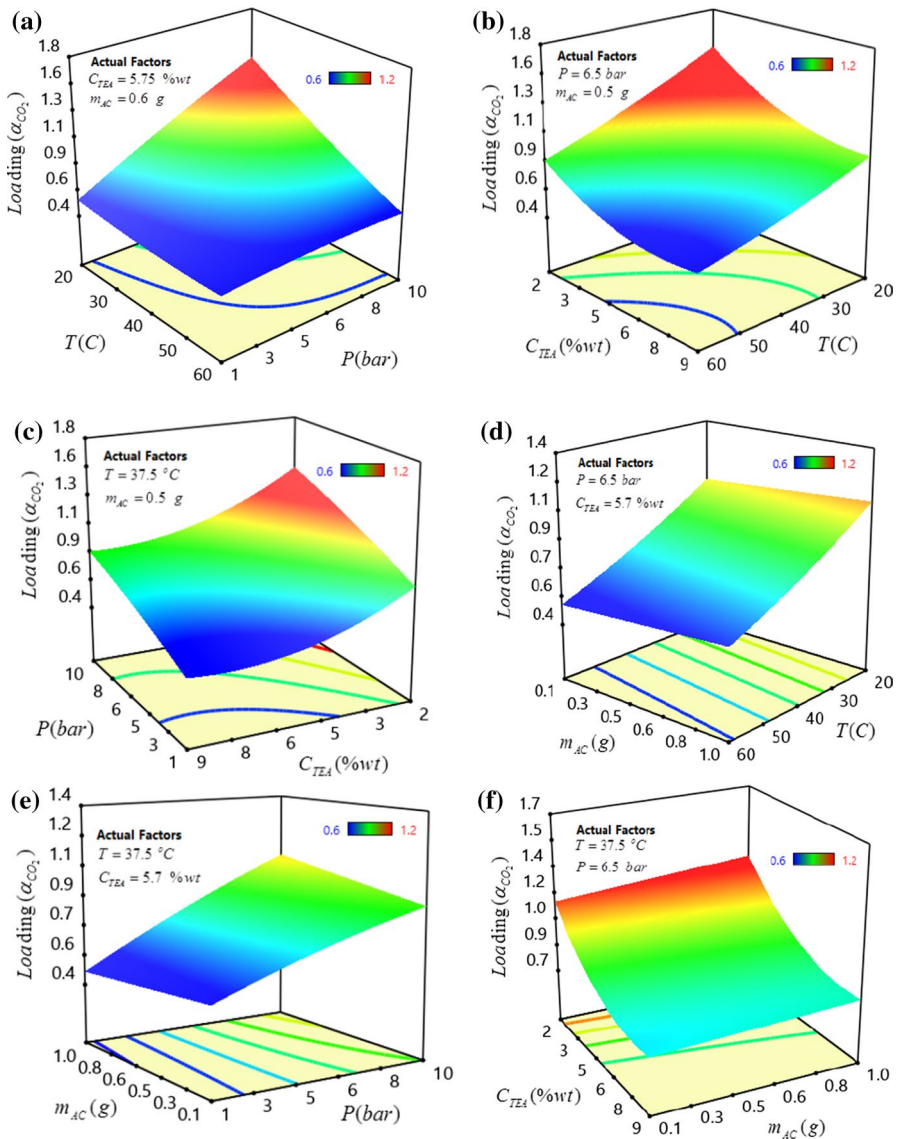 (a)
Loading (α_CO₂)
1.8
1.6
1.3
1.1
0.9
0.6
0.4
Actual Factors
C_TEA = 5.75 %wt
m_AC = 0.6 g
0.6 1.2
20
30
40
50
60
T(C)
1 3 5 6 8 10
P(bar)
(b)
Loading (α_CO₂)
1.8
1.6
1.3
1.1
0.9
0.6
0.4
Actual Factors
P = 6.5 bar
m_AC = 0.5 g
0.6 1.2
2
3
5
6
8
9
C_TEA(%wt)
60 50 40 30 20
T(C)
(c)
Loading (α_CO₂)
1.8
1.6
1.3
1.1
0.9
0.6
0.4
Actual Factors
T = 37.5 °C
m_AC = 0.5 g
0.6 1.2
10
8
6
5
3
1
P(bar)
9 8 6 5 3 2
C_TEA(%wt)
(d)
Loading (α_CO₂)
1.4
1.2
1.1
0.9
0.7
0.6
0.4
Actual Factors
P = 6.5 bar
C_TEA = 5.7 %wt
0.6 1.2
0.1
0.3
0.5
0.6
0.8
1.0
m_AC(g)
60 50 40 30 20
T(C)
(e)
Loading (α_CO₂)
1.4
1.2
1.1
0.9
0.7
0.6
0.4
Actual Factors
T = 37.5 °C
C_TEA = 5.7 %wt
0.6 1.2
1.0
0.8
0.6
0.5
0.3
0.1
m_AC(g)
1 3 5 6 8 10
P(bar)
(f)
Loading (α_CO₂)
1.7
1.5
1.4
1.2
1.0
0.9
0.7
Actual Factors
T = 37.5 °C
P = 6.5 bar
0.6 1.2
2
3
5
6
8
9
C_TEA(%wt)
0.1 0.3 0.5 0.6 0.8 1.0
m_AC(g)